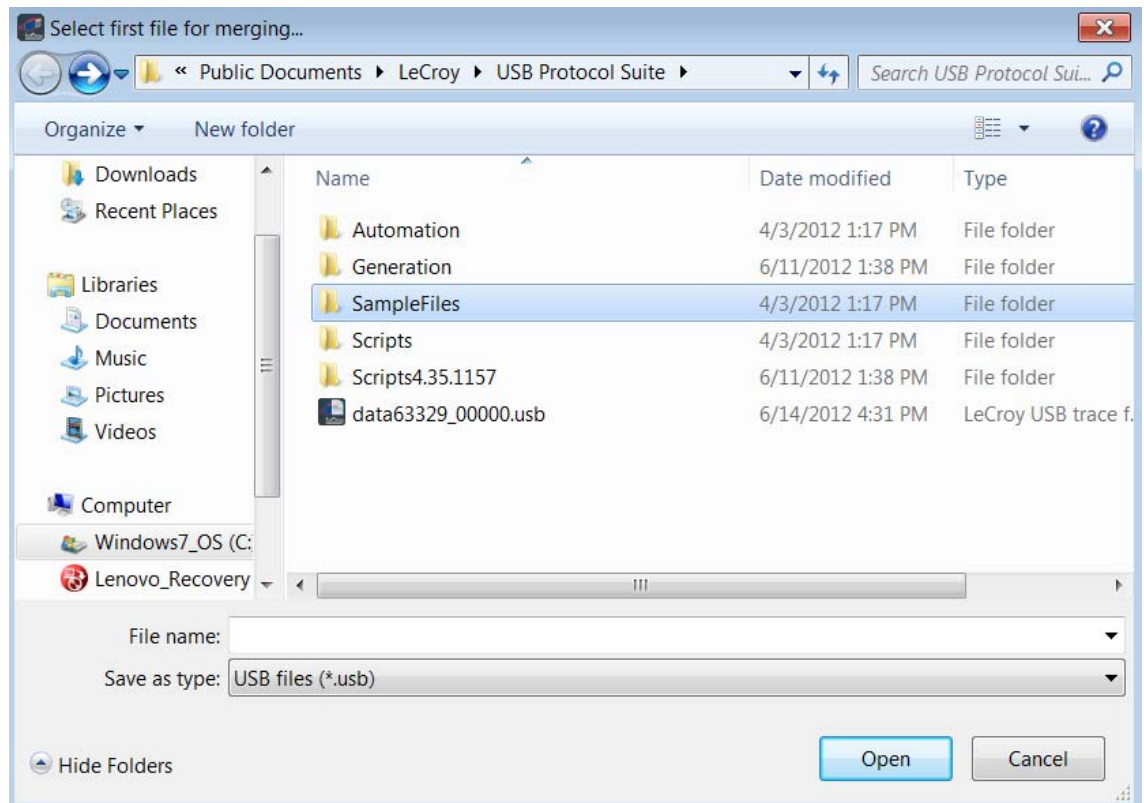 Select first file for merging...
« Public Documents ▸ LeCroy ▸ USB Protocol Suite ▸ Search USB Protocol Sui...
Organize New folder
Downloads
Recent Places
Libraries
Documents
Music
Pictures
Videos
Computer
Windows7_OS (C:
Lenovo_Recovery
Name Date modified Type
Automation 4/3/2012 1:17 PM File folder
Generation 6/11/2012 1:38 PM File folder
SampleFiles 4/3/2012 1:17 PM File folder
Scripts 4/3/2012 1:17 PM File folder
Scripts4.35.1157 6/11/2012 1:38 PM File folder
data63329_00000.usb 6/14/2012 4:31 PM LeCroy USB trace f.
File name:
Save as type: USB files (*.usb)
Hide Folders Open Cancel